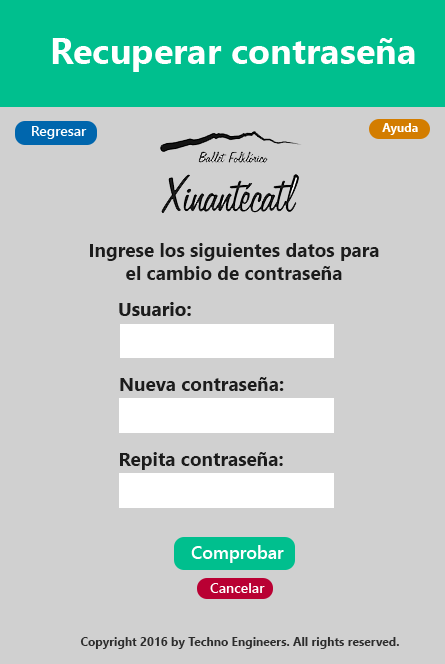 Recuperar contraseña
Regresar
Ayuda
Ballet Folklórico
Xinantécatl
Ingrese los siguientes datos para
el cambio de contraseña
Usuario:
Nueva contraseña:
Repita contraseña:
Comprobar
Cancelar
Copyright 2016 by Techno Engineers. All rights reserved.